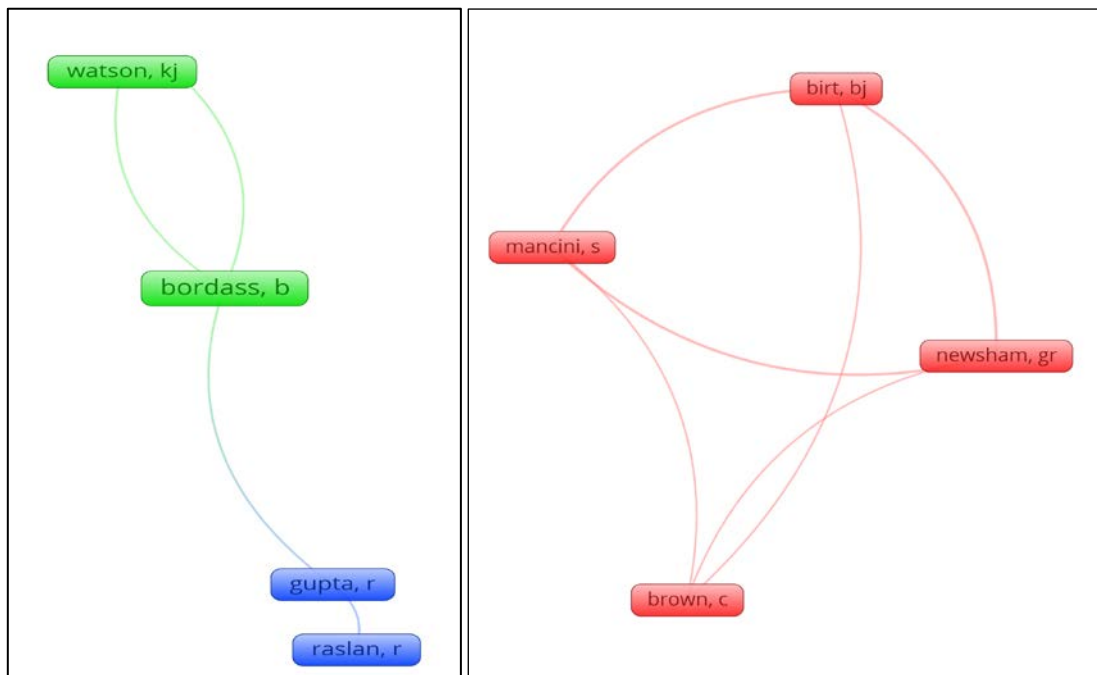 watson, kj
bordass, b
gupta, r
raslan, r
birt, bj
mancini, s
newsham, gr
brown, c